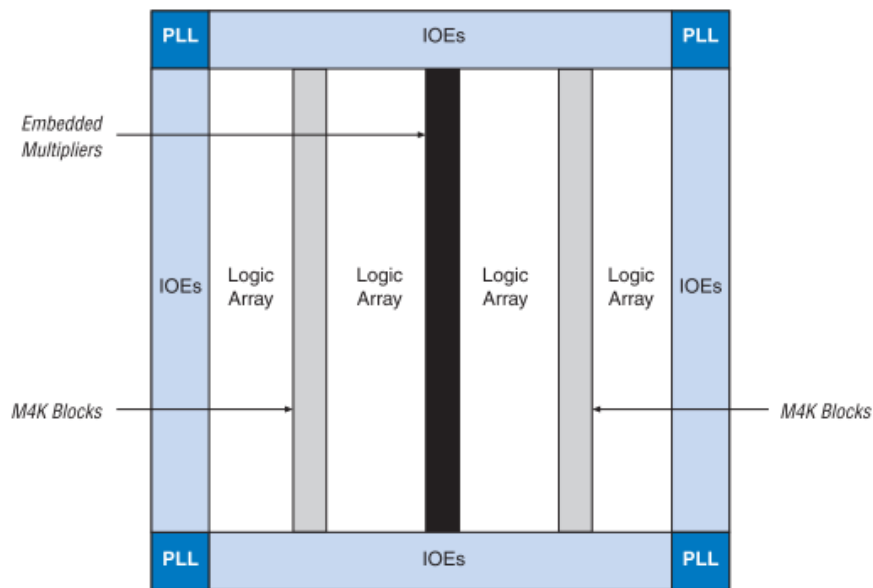 PLL
IOEs
PLL
Embedded
Multipliers
IOEs
Logic
Array
Logic
Array
Logic
Array
Logic
Array
IOEs
M4K Blocks
M4K Blocks
PLL
IOEs
PLL